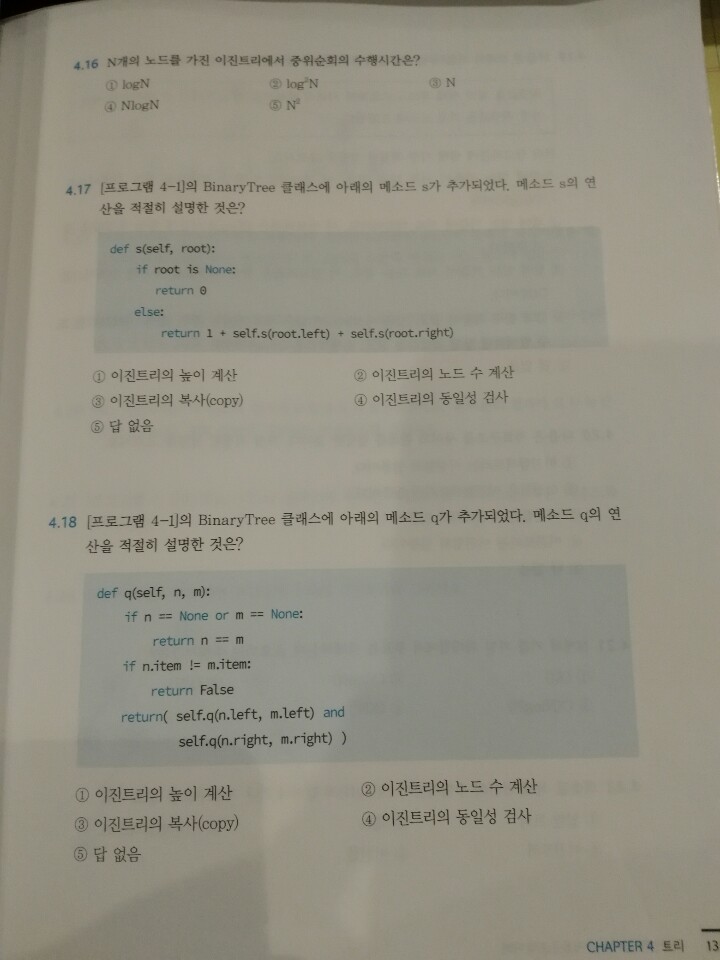 4.16 N개의 노드를 가진 이진트리에서 중위순회의 수행시간은?
① logN ② log²N ③ N
④ NlogN ⑤ N²
4.17 [프로그램 4-1]의 BinaryTree 클래스에 아래의 메소드 s가 추가되었다. 메소드 s의 연
산을 적절히 설명한 것은?
def s(self, root):
if root is None:
return 0
else:
return 1 + self.s(root.left) + self.s(root.right)
① 이진트리의 높이 계산 ② 이진트리의 노드 수 계산
③ 이진트리의 복사(copy) ④ 이진트리의 동일성 검사
⑤ 답 없음
4.18 [프로그램 4-1]의 BinaryTree 클래스에 아래의 메소드 q가 추가되었다. 메소드 q의 연
산을 적절히 설명한 것은?
def q(self, n, m):
if n == None or m == None:
return n == m
if n.item != m.item:
return False
return( self.q(n.left, m.left) and
self.q(n.right, m.right) )
① 이진트리의 높이 계산 ② 이진트리의 노드 수 계산
③ 이진트리의 복사(copy) ④ 이진트리의 동일성 검사
⑤ 답 없음
CHAPTER 4 트리 13